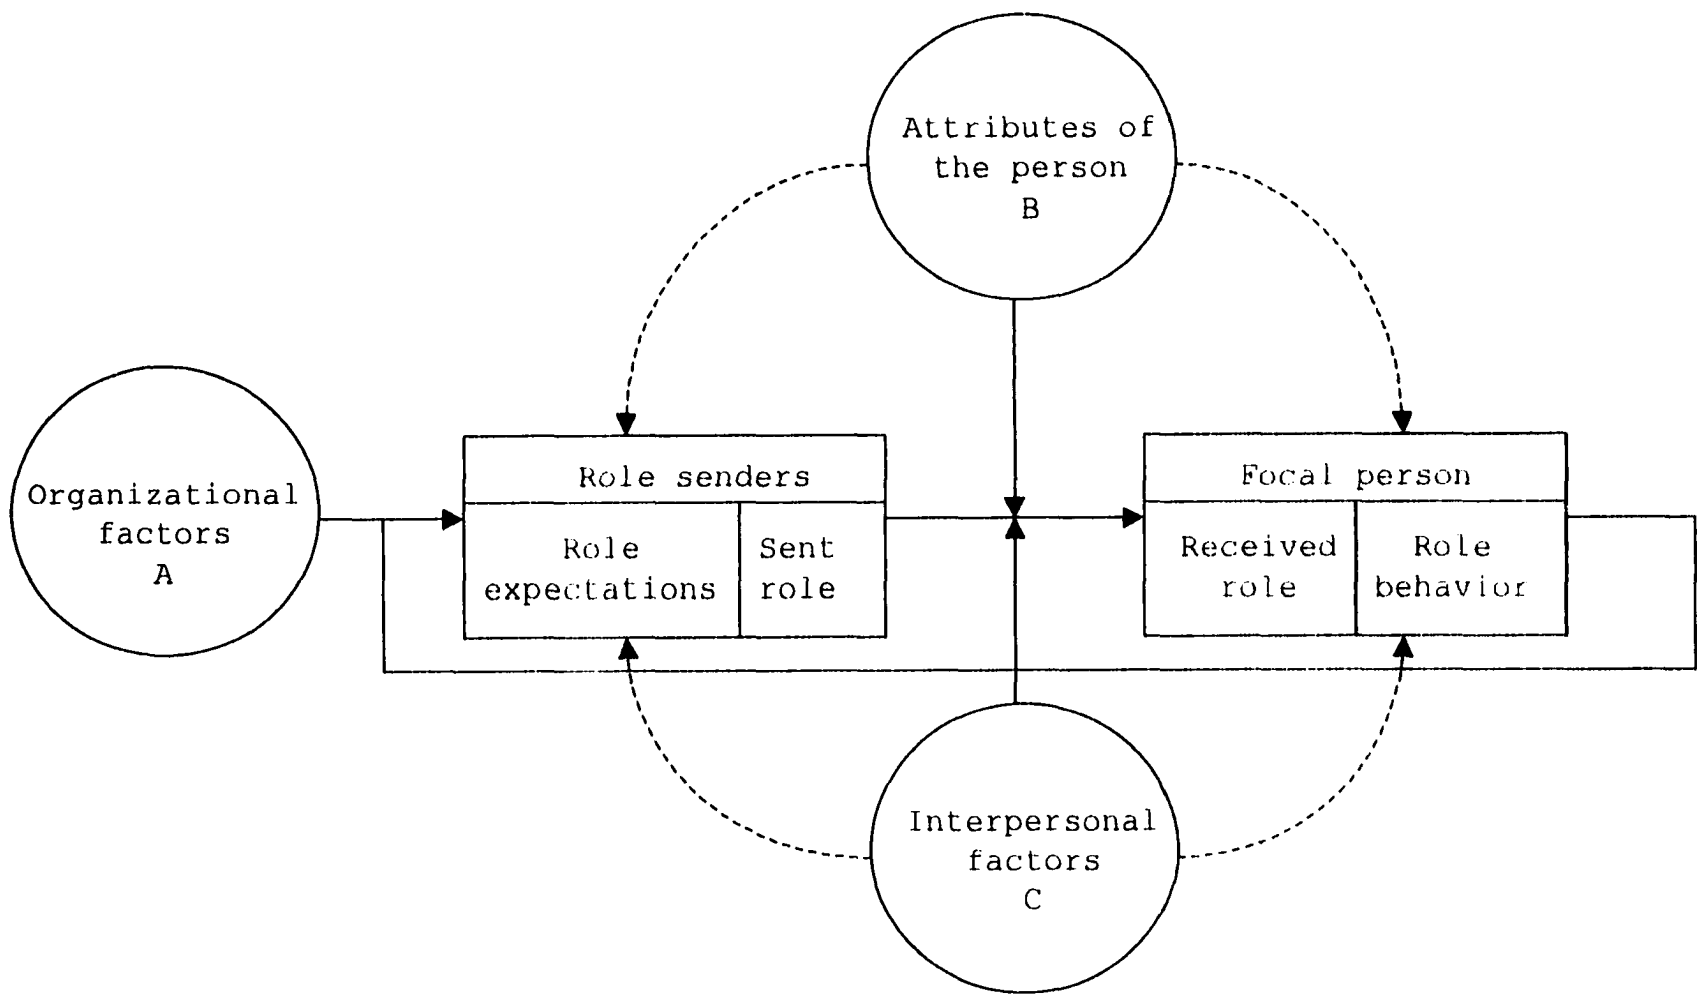 Attributes of
the person
B
Organizational
factors
A
Role senders
Role
expectations
Sent
role
Focal person
Received
role
Role
behavior
Interpersonal
factors
C